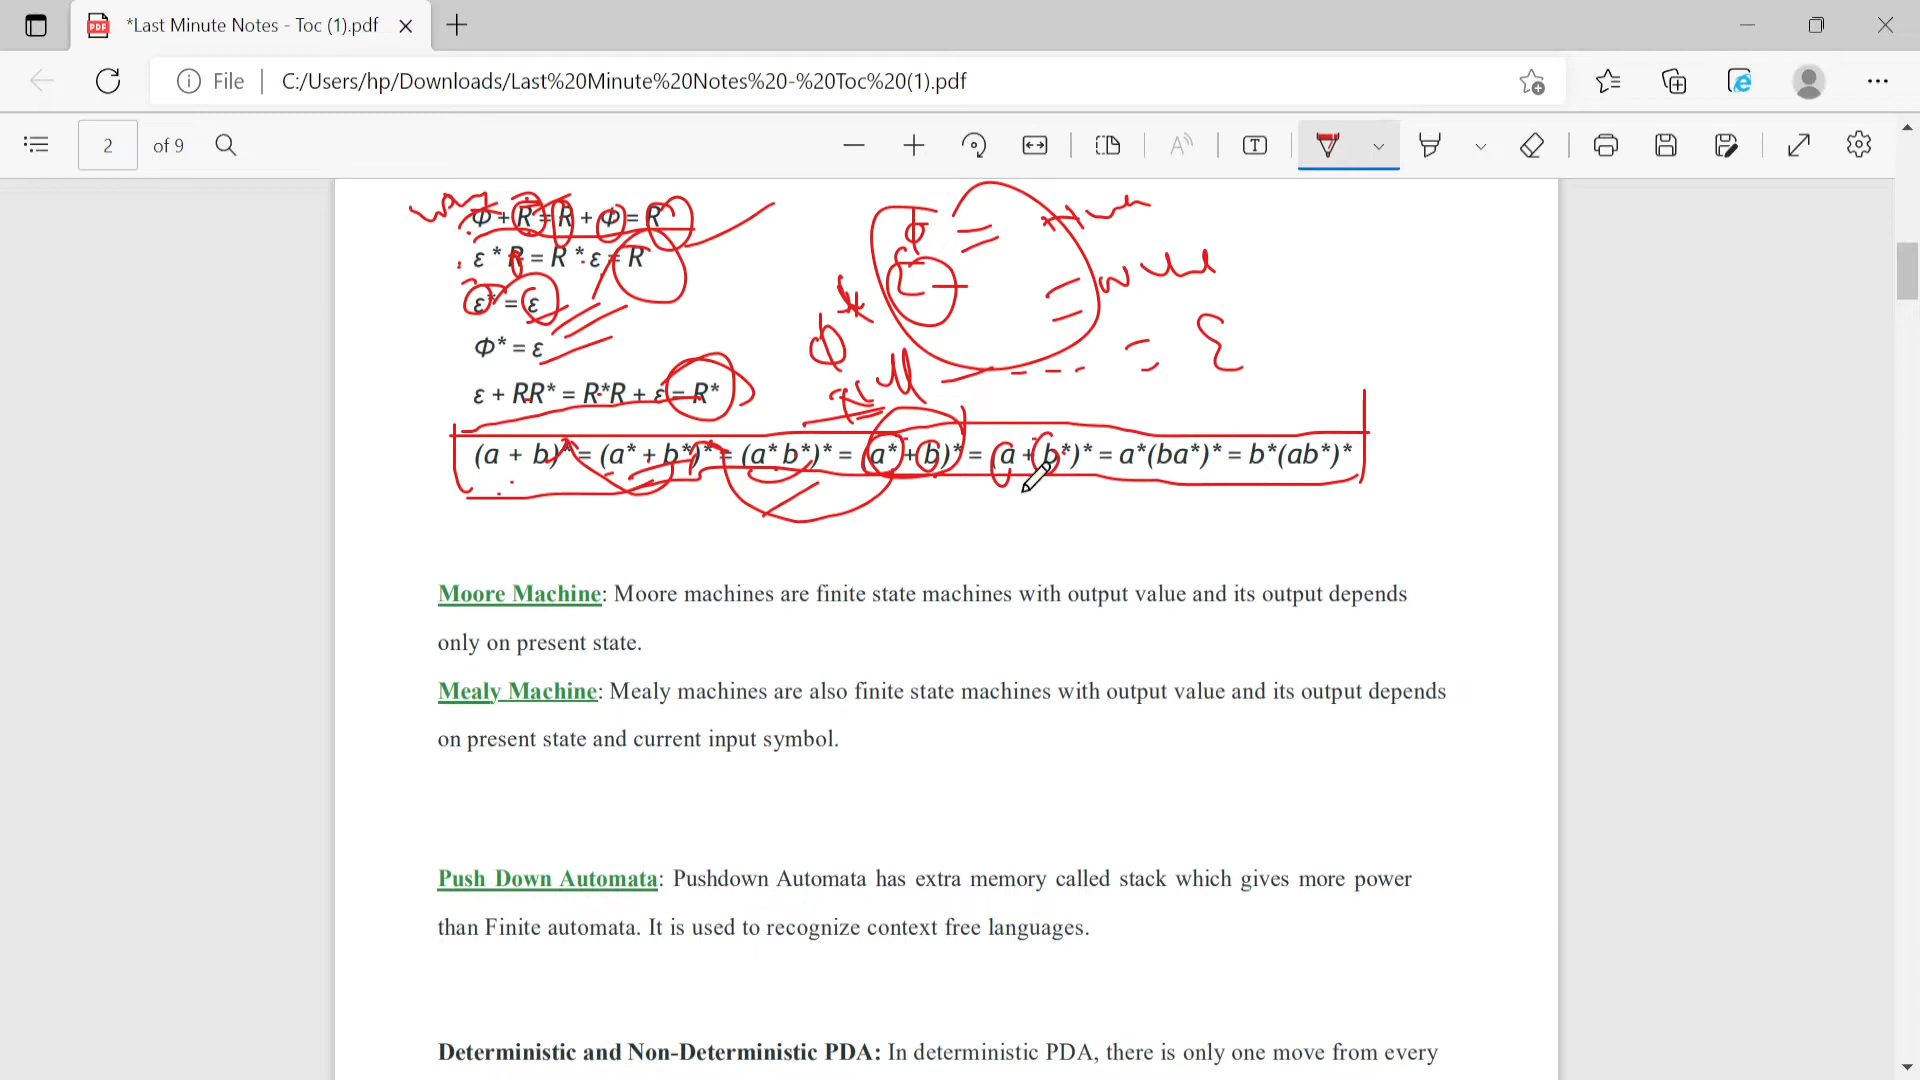 *Last Minute Notes - Toc (1).pdf
File
C:/Users/hp/Downloads/Last%20Minute%20Notes%20-%20Toc%20(1).pdf
2 of 9
Φ + R = R + Φ = R
ε * R = R * ε = R
ε* = ε
Φ* = ε
ε + RR* = R*R + ε = R*
(a + b)* = (a* + b*)* = (a* b*)* = (a* + b)* = (a + b*)* = a*(ba*)* = b*(ab*)*
Φ =
= null
Φ*
null
= ε
Moore Machine: Moore machines are finite state machines with output value and its output depends
only on present state.
Mealy Machine: Mealy machines are also finite state machines with output value and its output depends
on present state and current input symbol.
Push Down Automata: Pushdown Automata has extra memory called stack which gives more power
than Finite automata. It is used to recognize context free languages.
Deterministic and Non-Deterministic PDA: In deterministic PDA, there is only one move from every